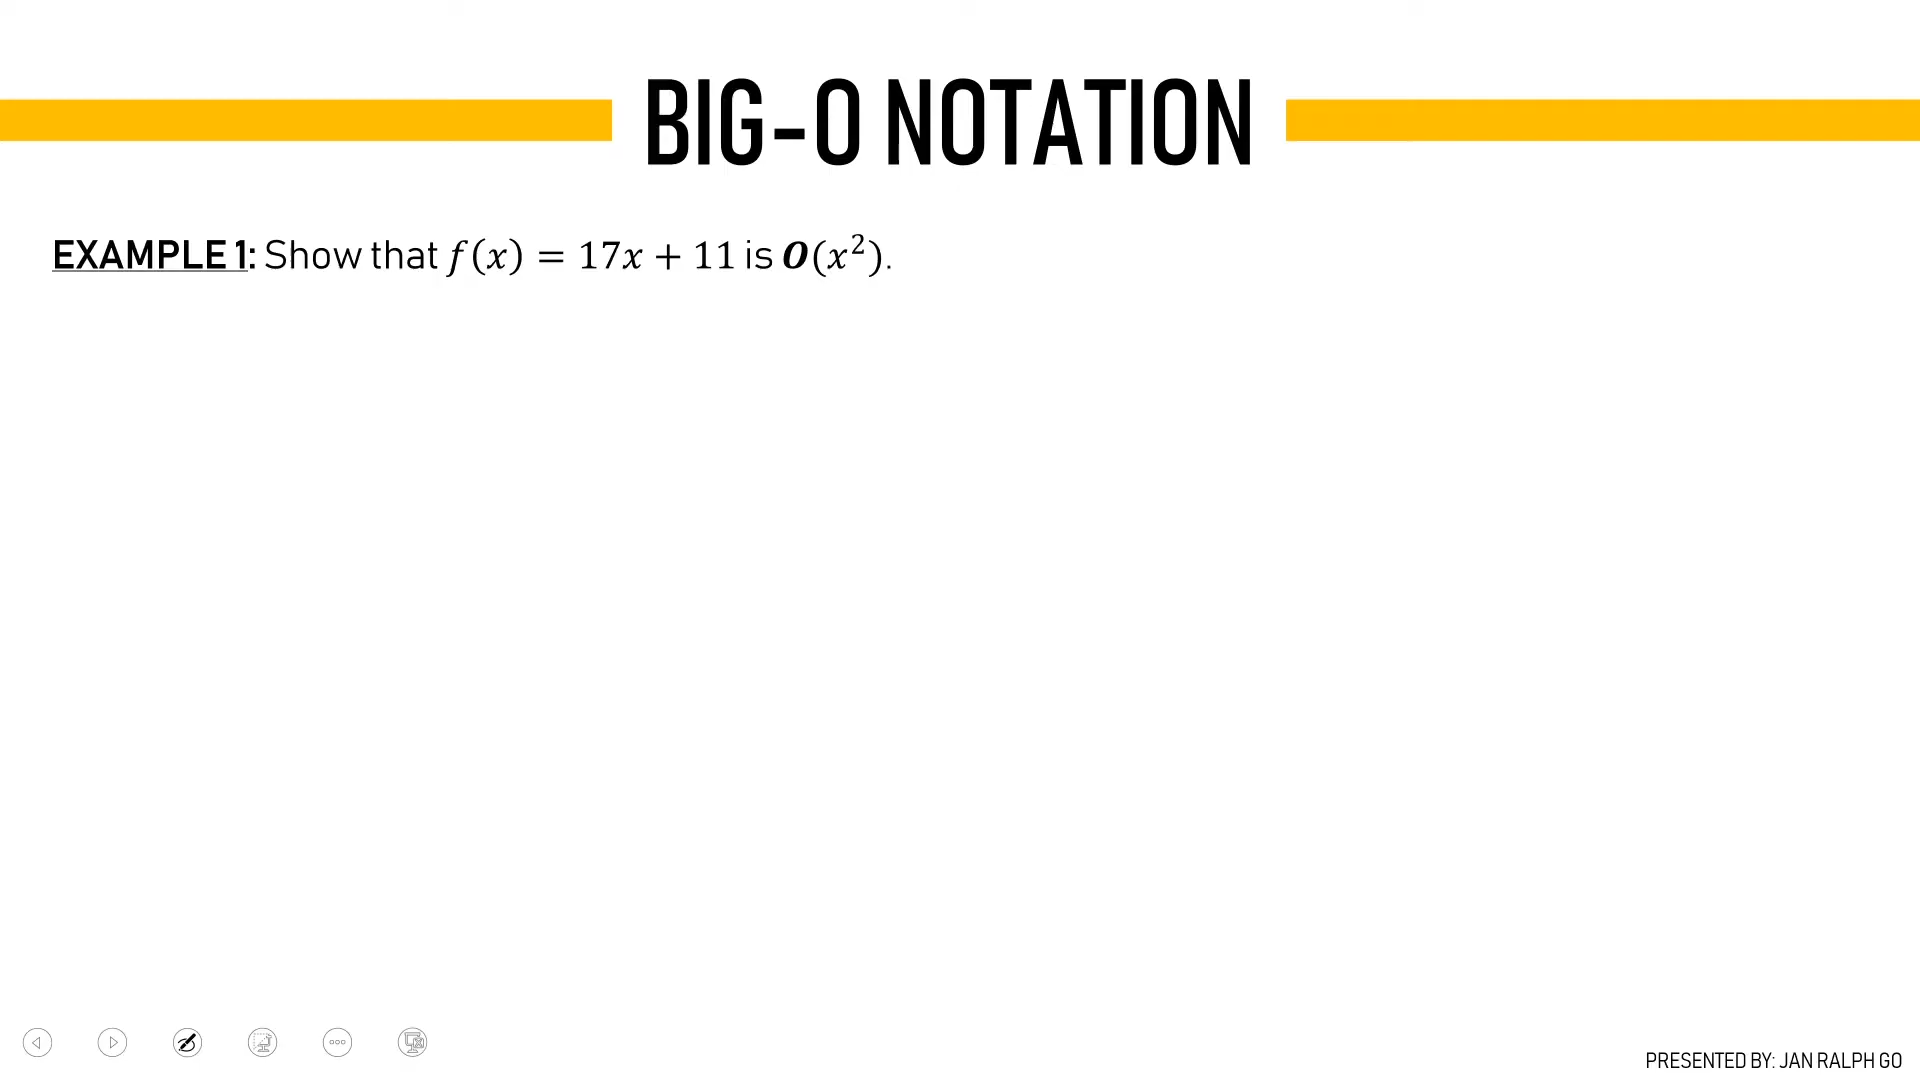 BIG-O NOTATION
EXAMPLE 1: Show that f(x) = 17x + 11 is O(x²).
PRESENTED BY: JAN RALPH GO